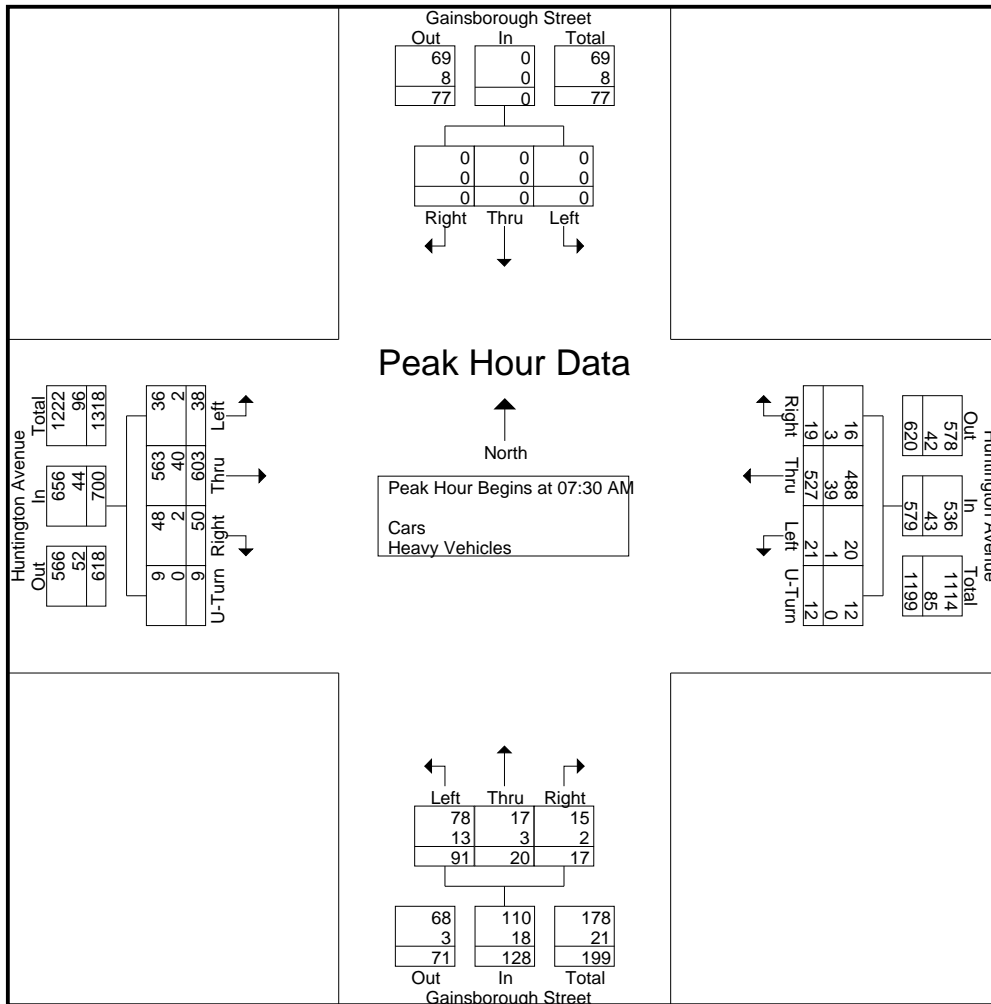 Gainsborough Street
Out In Total
69 0 69
8 0 8
77 0 77
0 0 0
0 0 0
0 0 0
Right Thru Left
Peak Hour Data
North
Peak Hour Begins at 07:30 AM
Cars
Heavy Vehicles
Huntington Avenue
Total In Out
1222 656 566
96 44 52
1318 700 618
36 563 48 9
2 40 2 0
38 603 50 9
Left Thru Right U-Turn
Huntington Avenue
Out In Total
578 536 1114
42 43 85
620 579 1199
16 488 20 12
3 39 1 0
19 527 21 12
Right Thru Left U-Turn
Left Thru Right
78 17 15
13 3 2
91 20 17
68 110 178
3 18 21
71 128 199
Out In Total
Gainsborough Street